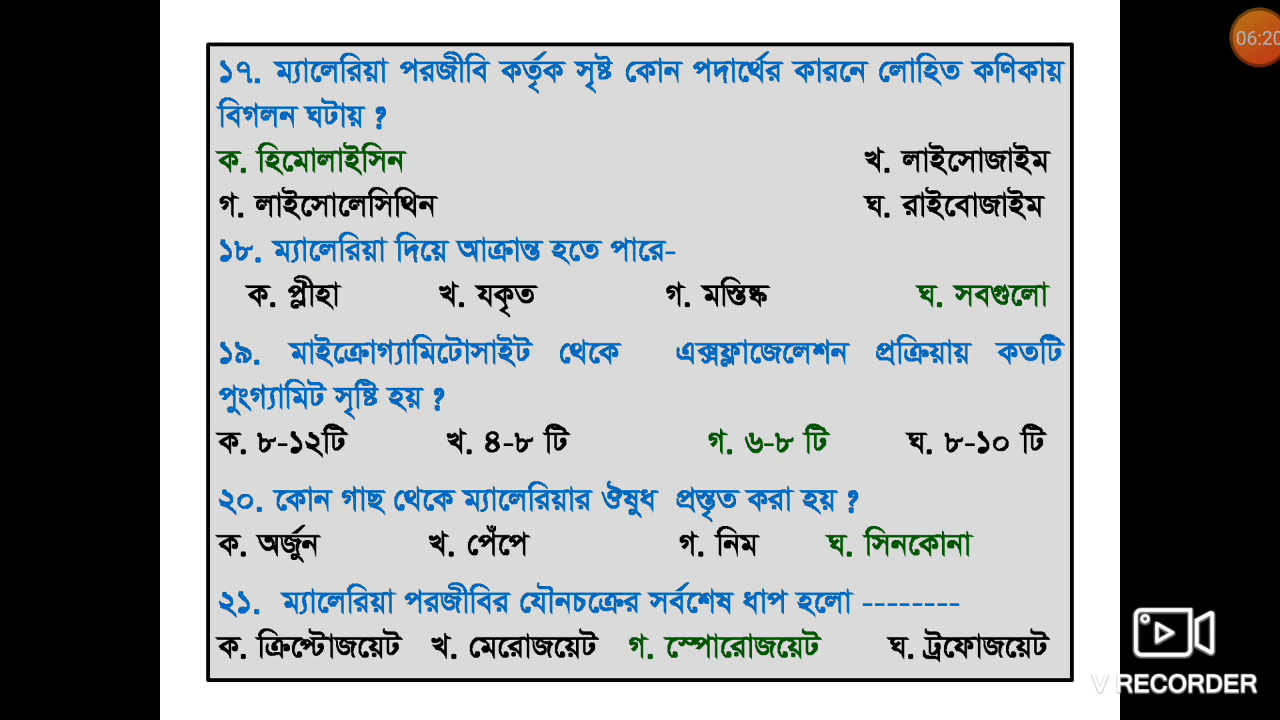 06:20
১৭. ম্যালেরিয়া পরজীবি কর্তৃক সৃষ্ট কোন পদার্থের কারনে লোহিত কণিকায়
বিগলন ঘটায় ?
ক. হিমোলাইসিন খ. লাইসোজাইম
গ. লাইসোলেসিথিন ঘ. রাইবোজাইম
১৮. ম্যালেরিয়া দিয়ে আক্রান্ত হতে পারে-
ক. প্লীহা খ. যকৃত গ. মস্তিষ্ক ঘ. সবগুলো
১৯. মাইক্রোগ্যামিটোসাইট থেকে এক্সফ্লাজেলেশন প্রক্রিয়ায় কতটি
পুংগ্যামিট সৃষ্টি হয় ?
ক. ৮-১২টি খ. ৪-৮ টি গ. ৬-৮ টি ঘ. ৮-১০ টি
২০. কোন গাছ থেকে ম্যালেরিয়ার ঔষুধ প্রস্তৃত করা হয় ?
ক. অর্জুন খ. পেঁপে গ. নিম ঘ. সিনকোনা
২১. ম্যালেরিয়া পরজীবির যৌনচক্রের সর্বশেষ ধাপ হলো --------
ক. ক্রিপ্টোজয়েট খ. মেরোজয়েট গ. স্পোরোজয়েট ঘ. ট্রফোজয়েট
V RECORDER